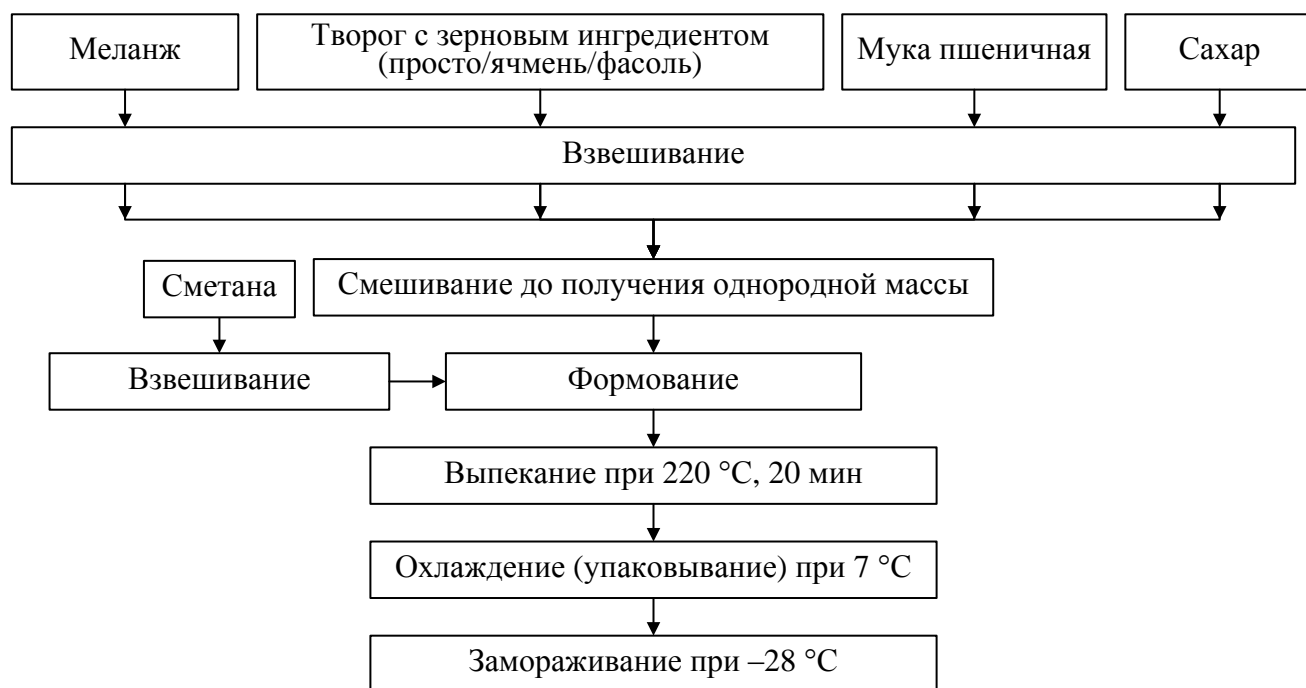 Меланж
Творог с зерновым ингредиентом
(просто/ячмень/фасоль)
Мука пшеничная
Сахар
Взвешивание
Сметана
Смешивание до получения однородной массы
Взвешивание
Формование
Выпекание при 220 °С, 20 мин
Охлаждение (упаковывание) при 7 °С
Замораживание при –28 °С